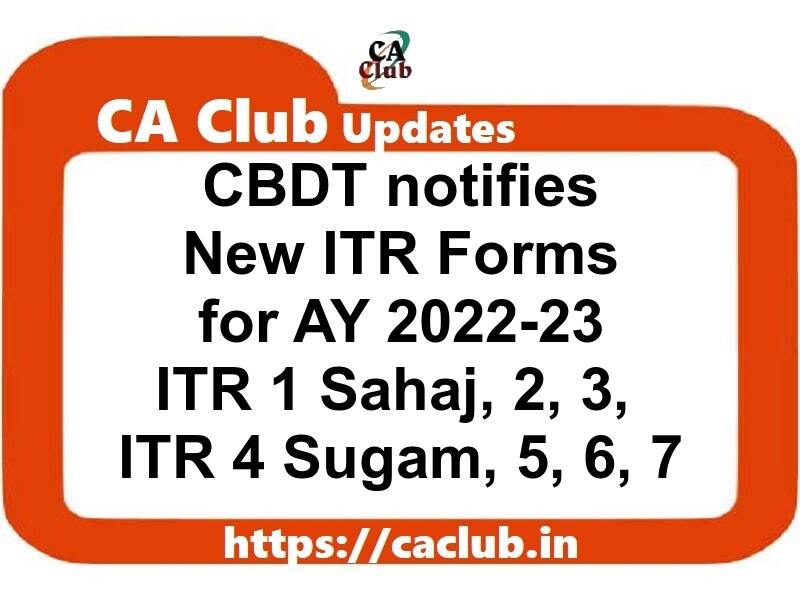 CA
Club
CA Club Updates
CBDT notifies
New ITR Forms
for AY 2022-23
ITR 1 Sahaj, 2, 3,
ITR 4 Sugam, 5, 6, 7
https://caclub.in